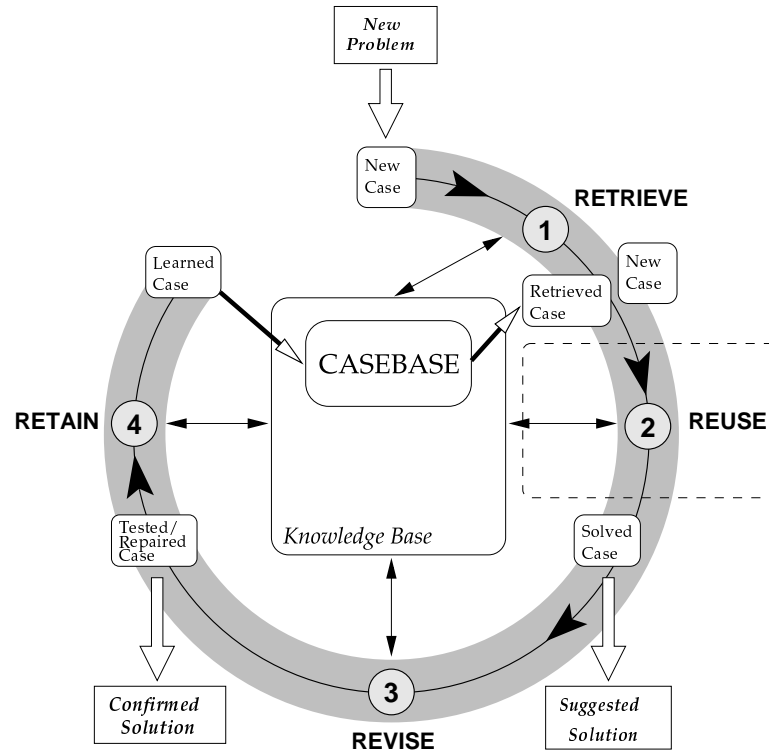 New
Problem
New
Case
RETRIEVE
1
New
Case
Learned
Case
Retrieved
Case
CASEBASE
RETAIN
4
2
REUSE
Knowledge Base
Tested/
Repaired
Case
Solved
Case
Confirmed
Solution
3
Suggested
Solution
REVISE